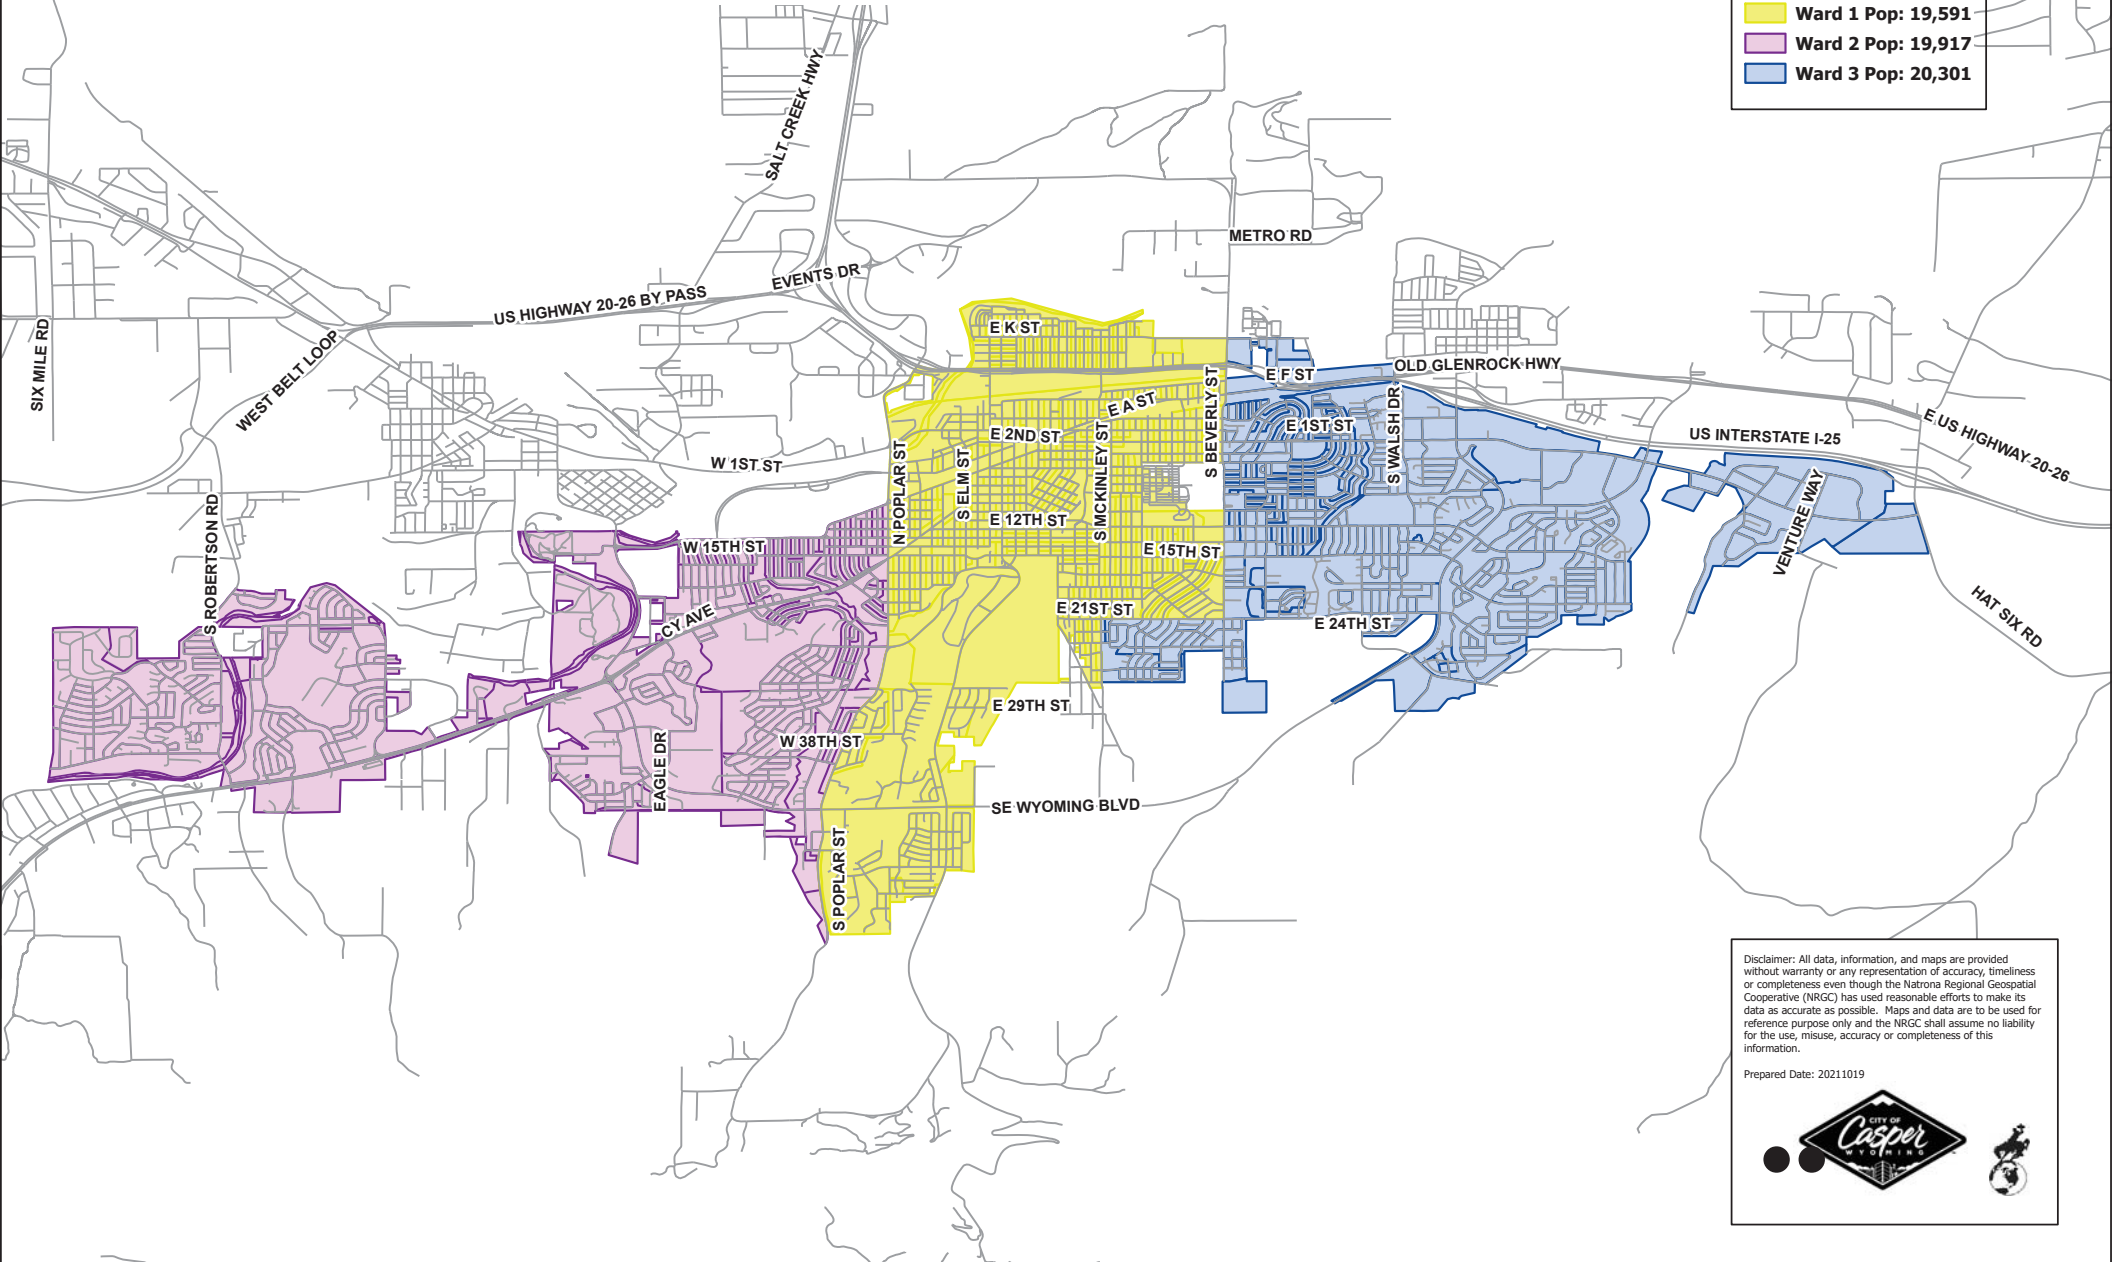 Ward 1 Pop: 19,591
Ward 2 Pop: 19,917
Ward 3 Pop: 20,301
SALT CREEK HWY
METRO RD
EVENTS DR
US HIGHWAY 20-26 BY PASS
SIX MILE RD
WEST BELT LOOP
E K ST
OLD GLENROCK HWY
E F ST
E A ST
S BEVERLY ST
E 1ST ST
S WALSH DR
E 2ND ST
US INTERSTATE I-25
E US HIGHWAY 20-26
W 1ST ST
N POPLAR ST
S ELM ST
S MCKINLEY ST
VENTURE WAY
S ROBERTSON RD
E 12TH ST
W 15TH ST
E 15TH ST
CY AVE
E 21ST ST
E 24TH ST
HAT SIX RD
E 29TH ST
W 38TH ST
EAGLE DR
SE WYOMING BLVD
S POPLAR ST
Disclaimer: All data, information, and maps are provided
without warranty or any representation of accuracy, timeliness
or completeness even though the Natrona Regional Geospatial
Cooperative (NRGC) has used reasonable efforts to make its
data as accurate as possible. Maps and data are to be used for
reference purpose only and the NRGC shall assume no liability
for the use, misuse, accuracy or completeness of this
information.
Prepared Date: 20211019
CITY OF
Casper
WYOMING